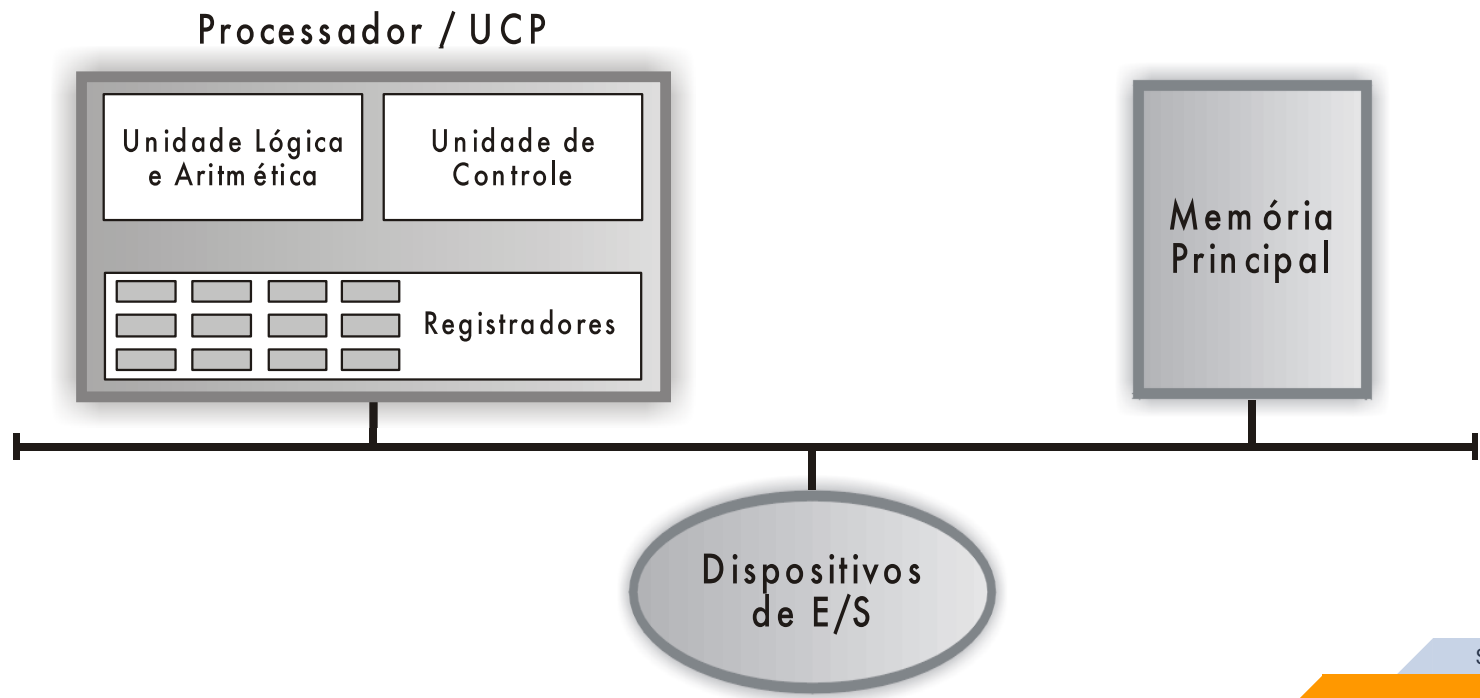 Processador / UCP
Unidade Lógica
e Aritmética
Unidade de
Controle
Registradores
Memória
Principal
Dispositivos
de E/S